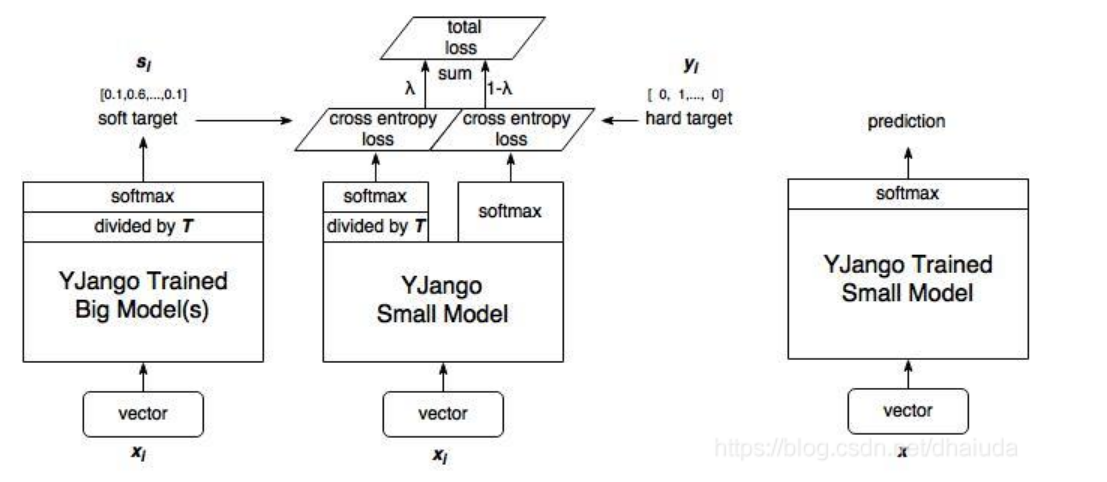 total
loss
sum
λ
1-λ
s_i
[0.1,0.6,...,0.1]
soft target
cross entropy
loss
cross entropy
loss
y_i
[ 0, 1,..., 0]
hard target
softmax
divided by T
YJango Trained
Big Model(s)
vector
x_i
softmax
divided by T
softmax
YJango
Small Model
vector
x_i
prediction
softmax
YJango Trained
Small Model
vector
x
https://blog.csdn.net/dhaiuda